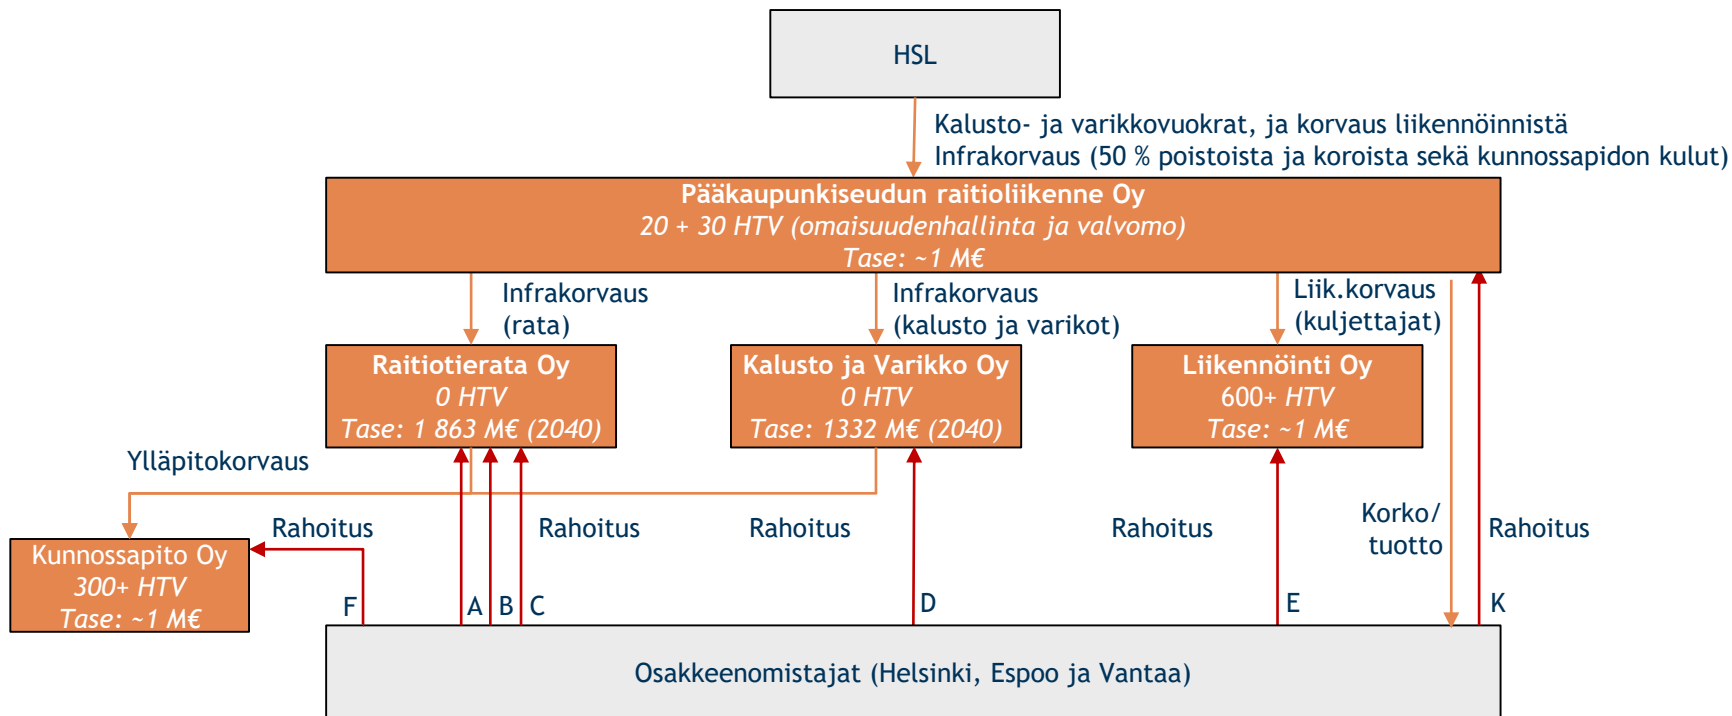 HSL
Kalusto- ja varikkovuokrat, ja korvaus liikennöinnistä
Infrakorvaus (50 % poistoista ja koroista sekä kunnossapidon kulut)
Pääkaupunkiseudun raitioliikenne Oy
20 + 30 HTV (omaisuudenhallinta ja valvomo)
Tase: ~1 M€
Infrakorvaus
(rata)
Infrakorvaus
(kalusto ja varikot)
Liik.korvaus
(kuljettajat)
Raitiotierata Oy
0 HTV
Tase: 1 863 M€ (2040)
Kalusto ja Varikko Oy
0 HTV
Tase: 1332 M€ (2040)
Liikennöinti Oy
600+ HTV
Tase: ~1 M€
Ylläpitokorvaus
Rahoitus
Rahoitus
Rahoitus
Rahoitus
Korko/
tuotto
Rahoitus
Kunnossapito Oy
300+ HTV
Tase: ~1 M€
F
A
B
C
D
E
K
Osakkeenomistajat (Helsinki, Espoo ja Vantaa)